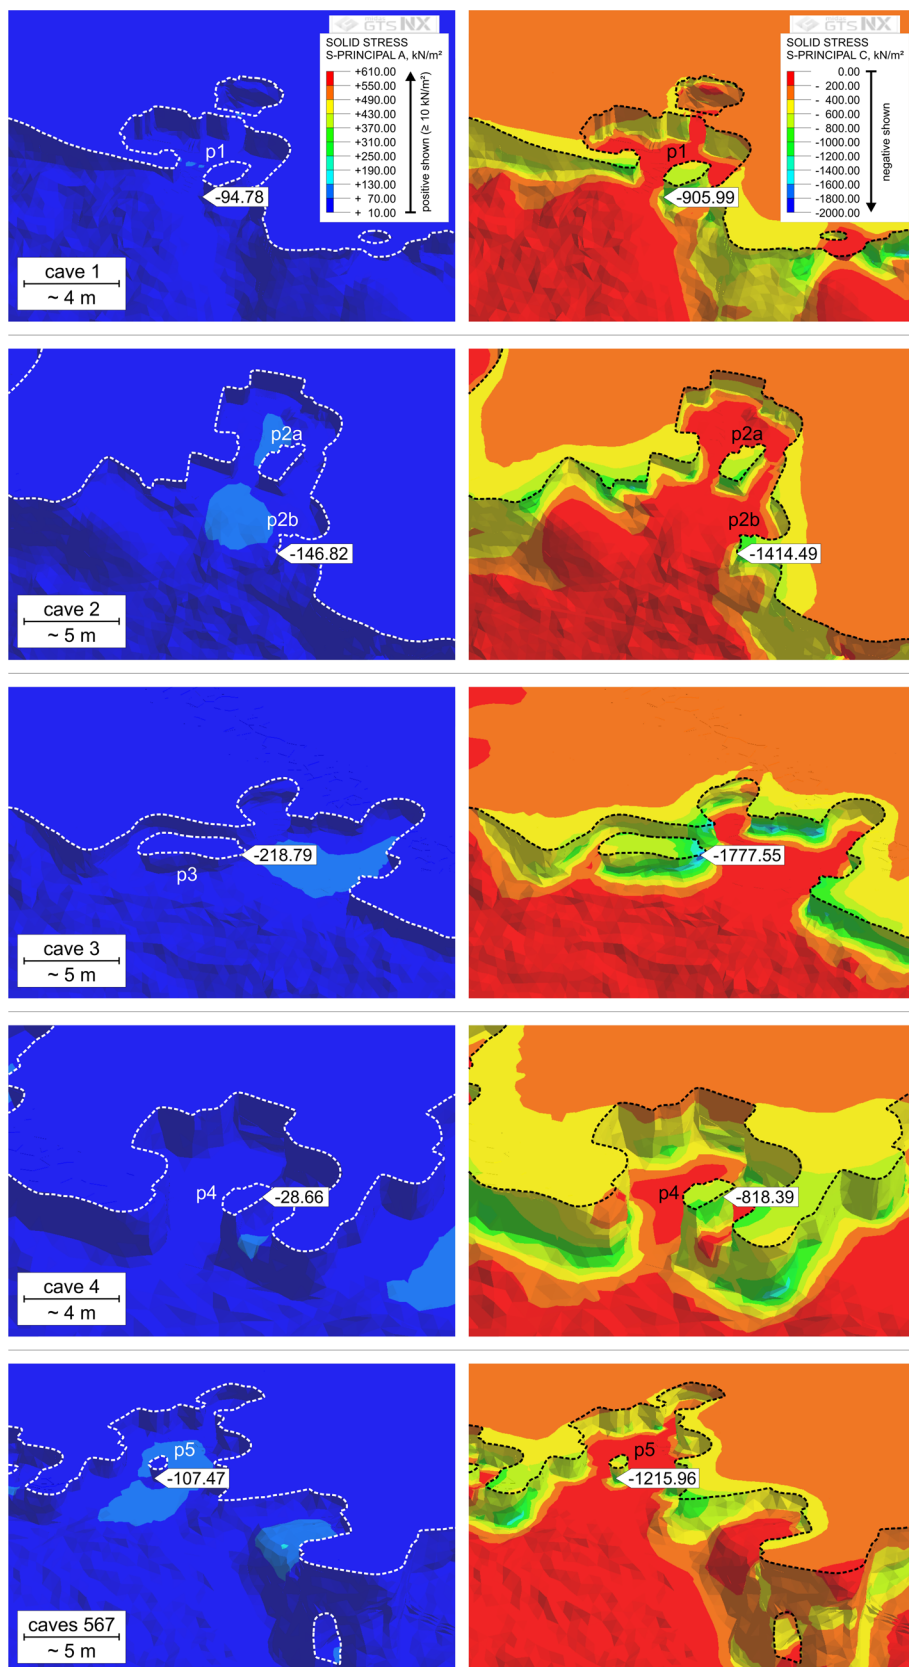 GTS NX
SOLID STRESS
S-PRINCIPAL A, kN/m²
+610.00
+550.00
+490.00
+430.00
+370.00
+310.00
+250.00
+190.00
+130.00
+ 70.00
+ 10.00
positive shown (≥ 10 kN/m²)
p1
-94.78
cave 1
~ 4 m
GTS NX
SOLID STRESS
S-PRINCIPAL C, kN/m²
0.00
- 200.00
- 400.00
- 600.00
- 800.00
-1000.00
-1200.00
-1400.00
-1600.00
-1800.00
-2000.00
negative shown
p1
-905.99
p2a
p2b
-146.82
cave 2
~ 5 m
p2a
p2b
-1414.49
-218.79
p3
cave 3
~ 5 m
-1777.55
p4
-28.66
cave 4
~ 4 m
p4
-818.39
p5
-107.47
caves 567
~ 5 m
p5
-1215.96